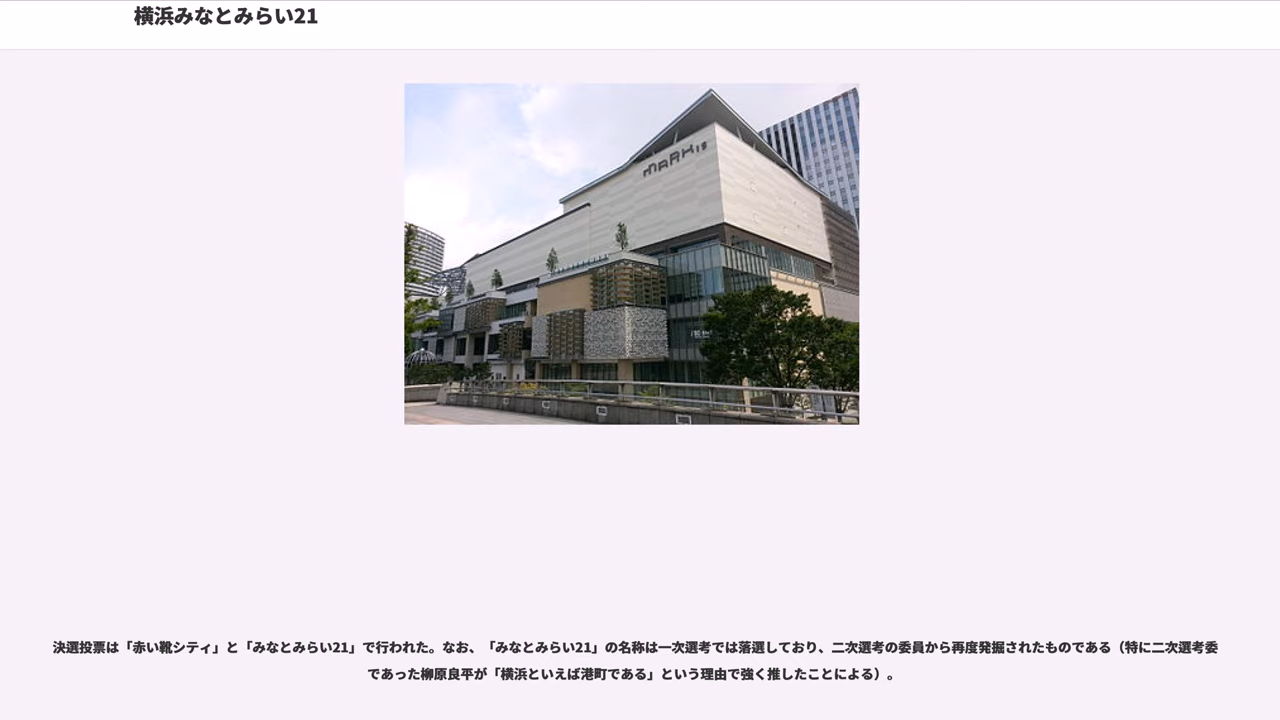 横浜みなとみらい21
MARK IS
決選投票は「赤い靴シティ」と「みなとみらい21」で行われた。なお、「みなとみらい21」の名称は一次選考では落選しており、二次選考の委員から再度発掘されたものである（特に二次選考委
であった柳原良平が「横浜といえば港町である」という理由で強く推したことによる）。